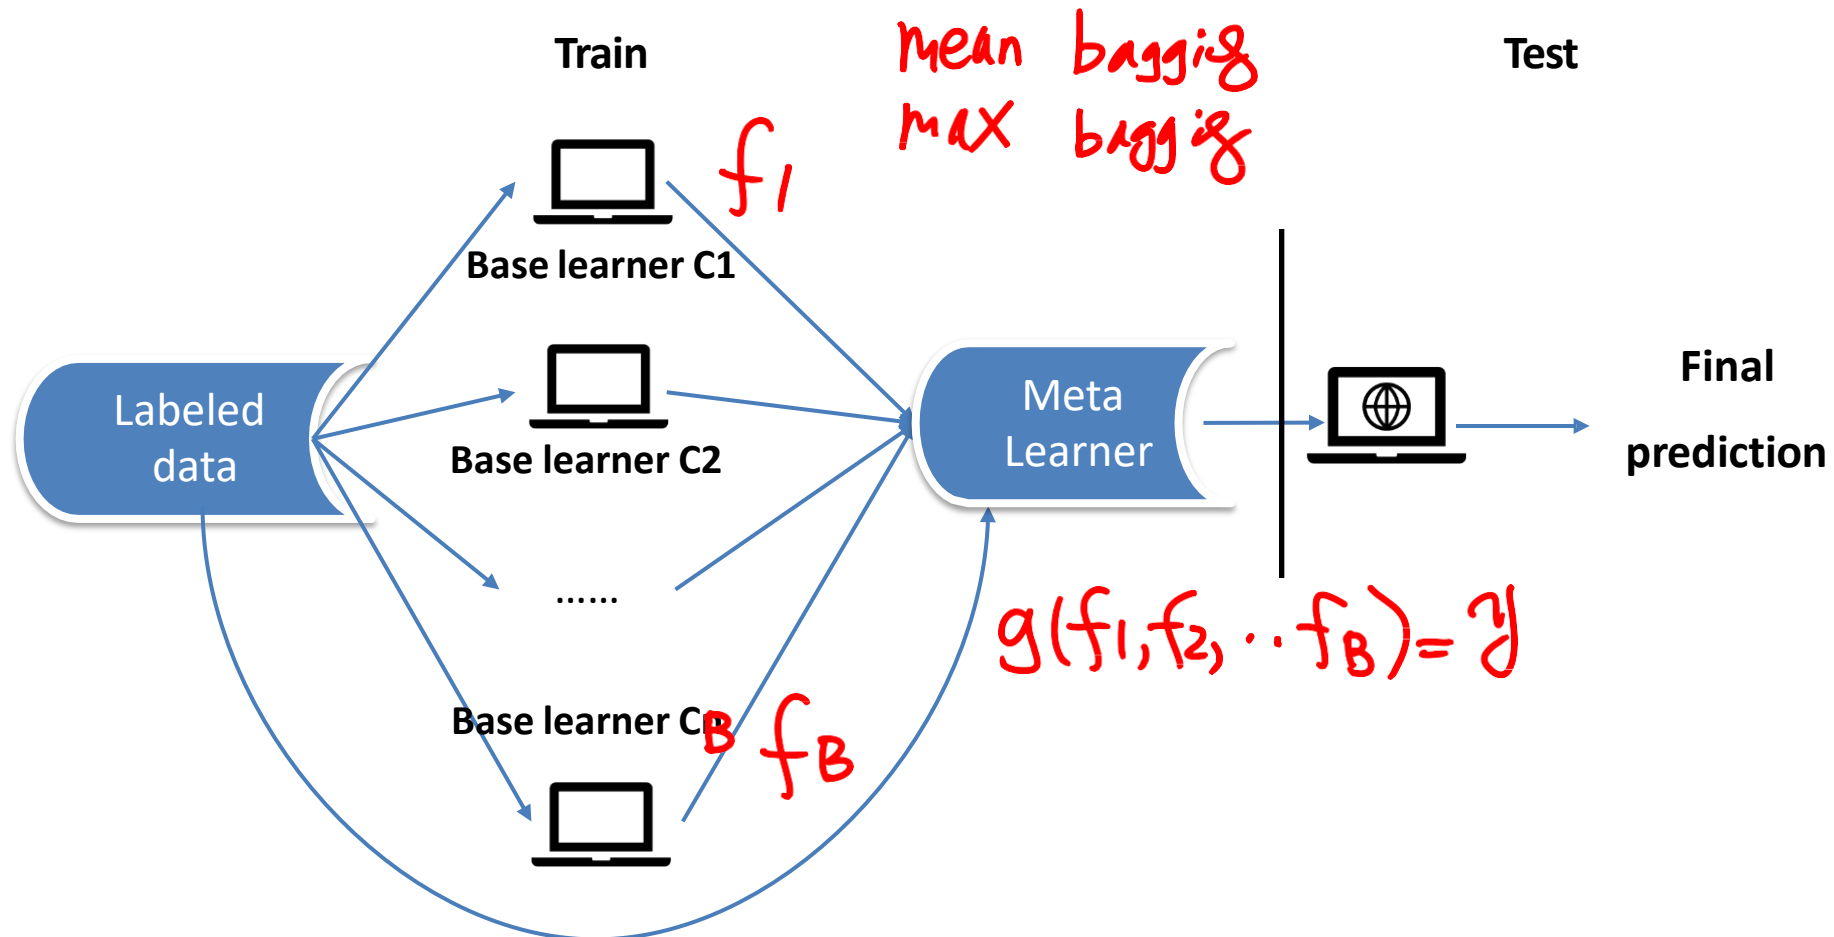 Train
mean bagging
max bagging
Test
f1
Base learner C1
Labeled
data
Base learner C2
Meta
Learner
Final
prediction
......
g(f1, f2, .. fB) = y
Base learner Cn
B
fB